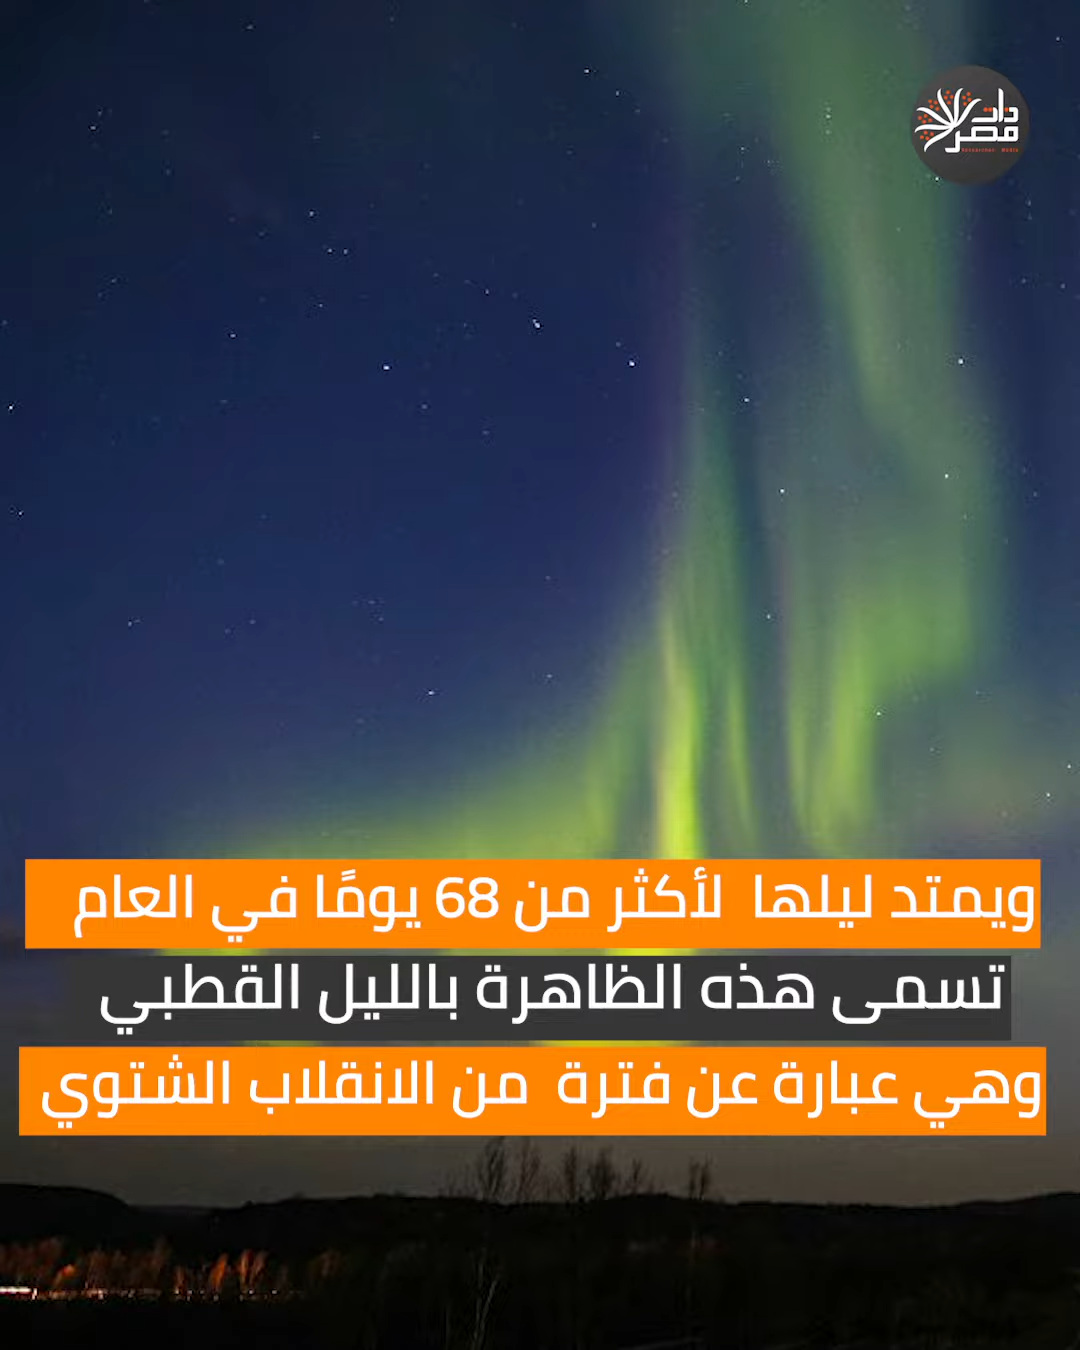 ذات
مصر
ويمتد ليلها لأكثر من 68 يومًا في العام
تسمى هذه الظاهرة بالليل القطبي
وهي عبارة عن فترة من الانقلاب الشتوي